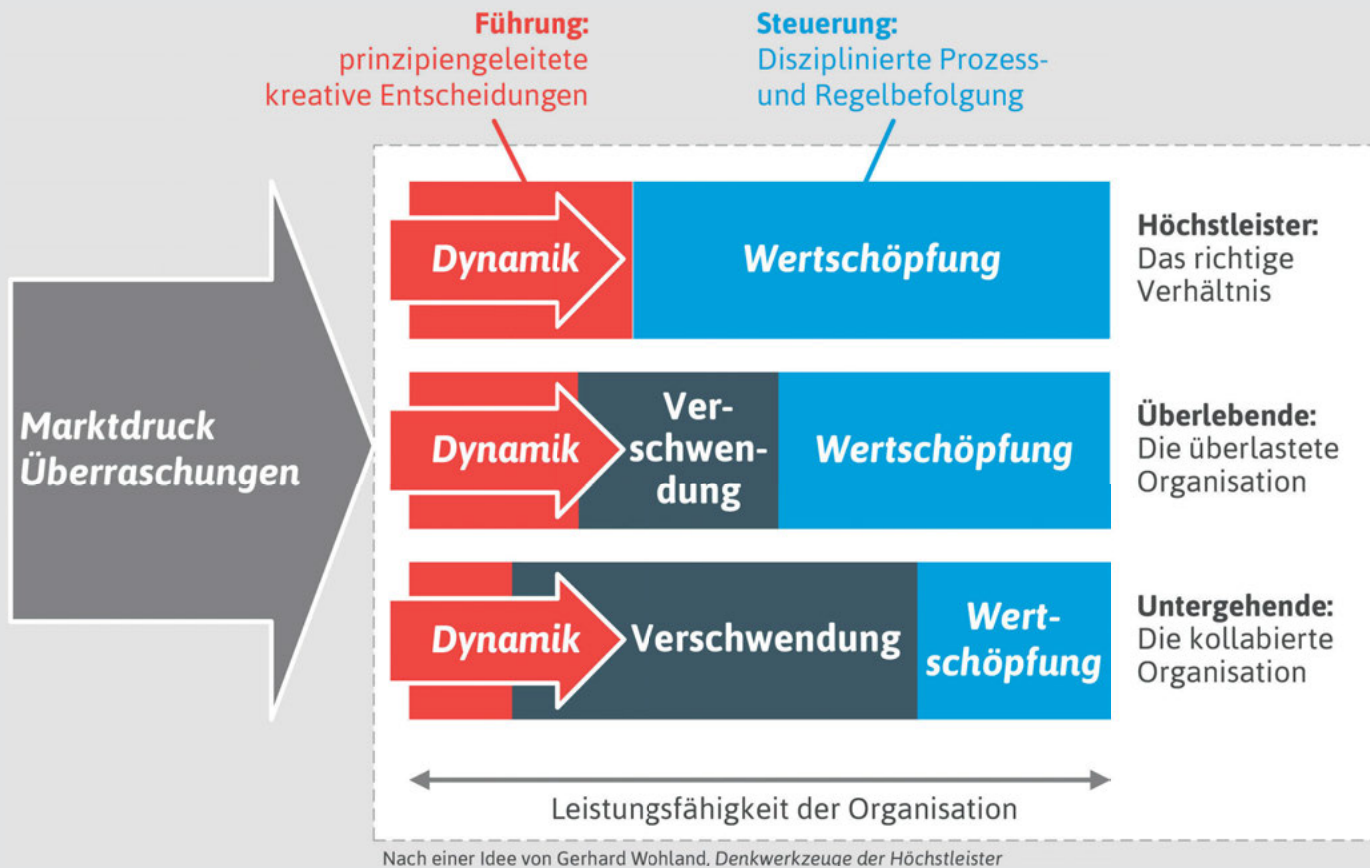 Führung:
prinzipiengeleitete
kreative Entscheidungen
Steuerung:
Disziplinierte Prozess-
und Regelbefolgung
Marktdruck
Überraschungen
Dynamik
Wertschöpfung
Höchstleister:
Das richtige
Verhältnis
Dynamik
Ver-
schwen-
dung
Wertschöpfung
Überlebende:
Die überlastete
Organisation
Dynamik
Verschwendung
Wert-
schöpfung
Untergehende:
Die kollabierte
Organisation
Leistungsfähigkeit der Organisation
Nach einer Idee von Gerhard Wohland, Denkwerkzeuge der Höchstleister